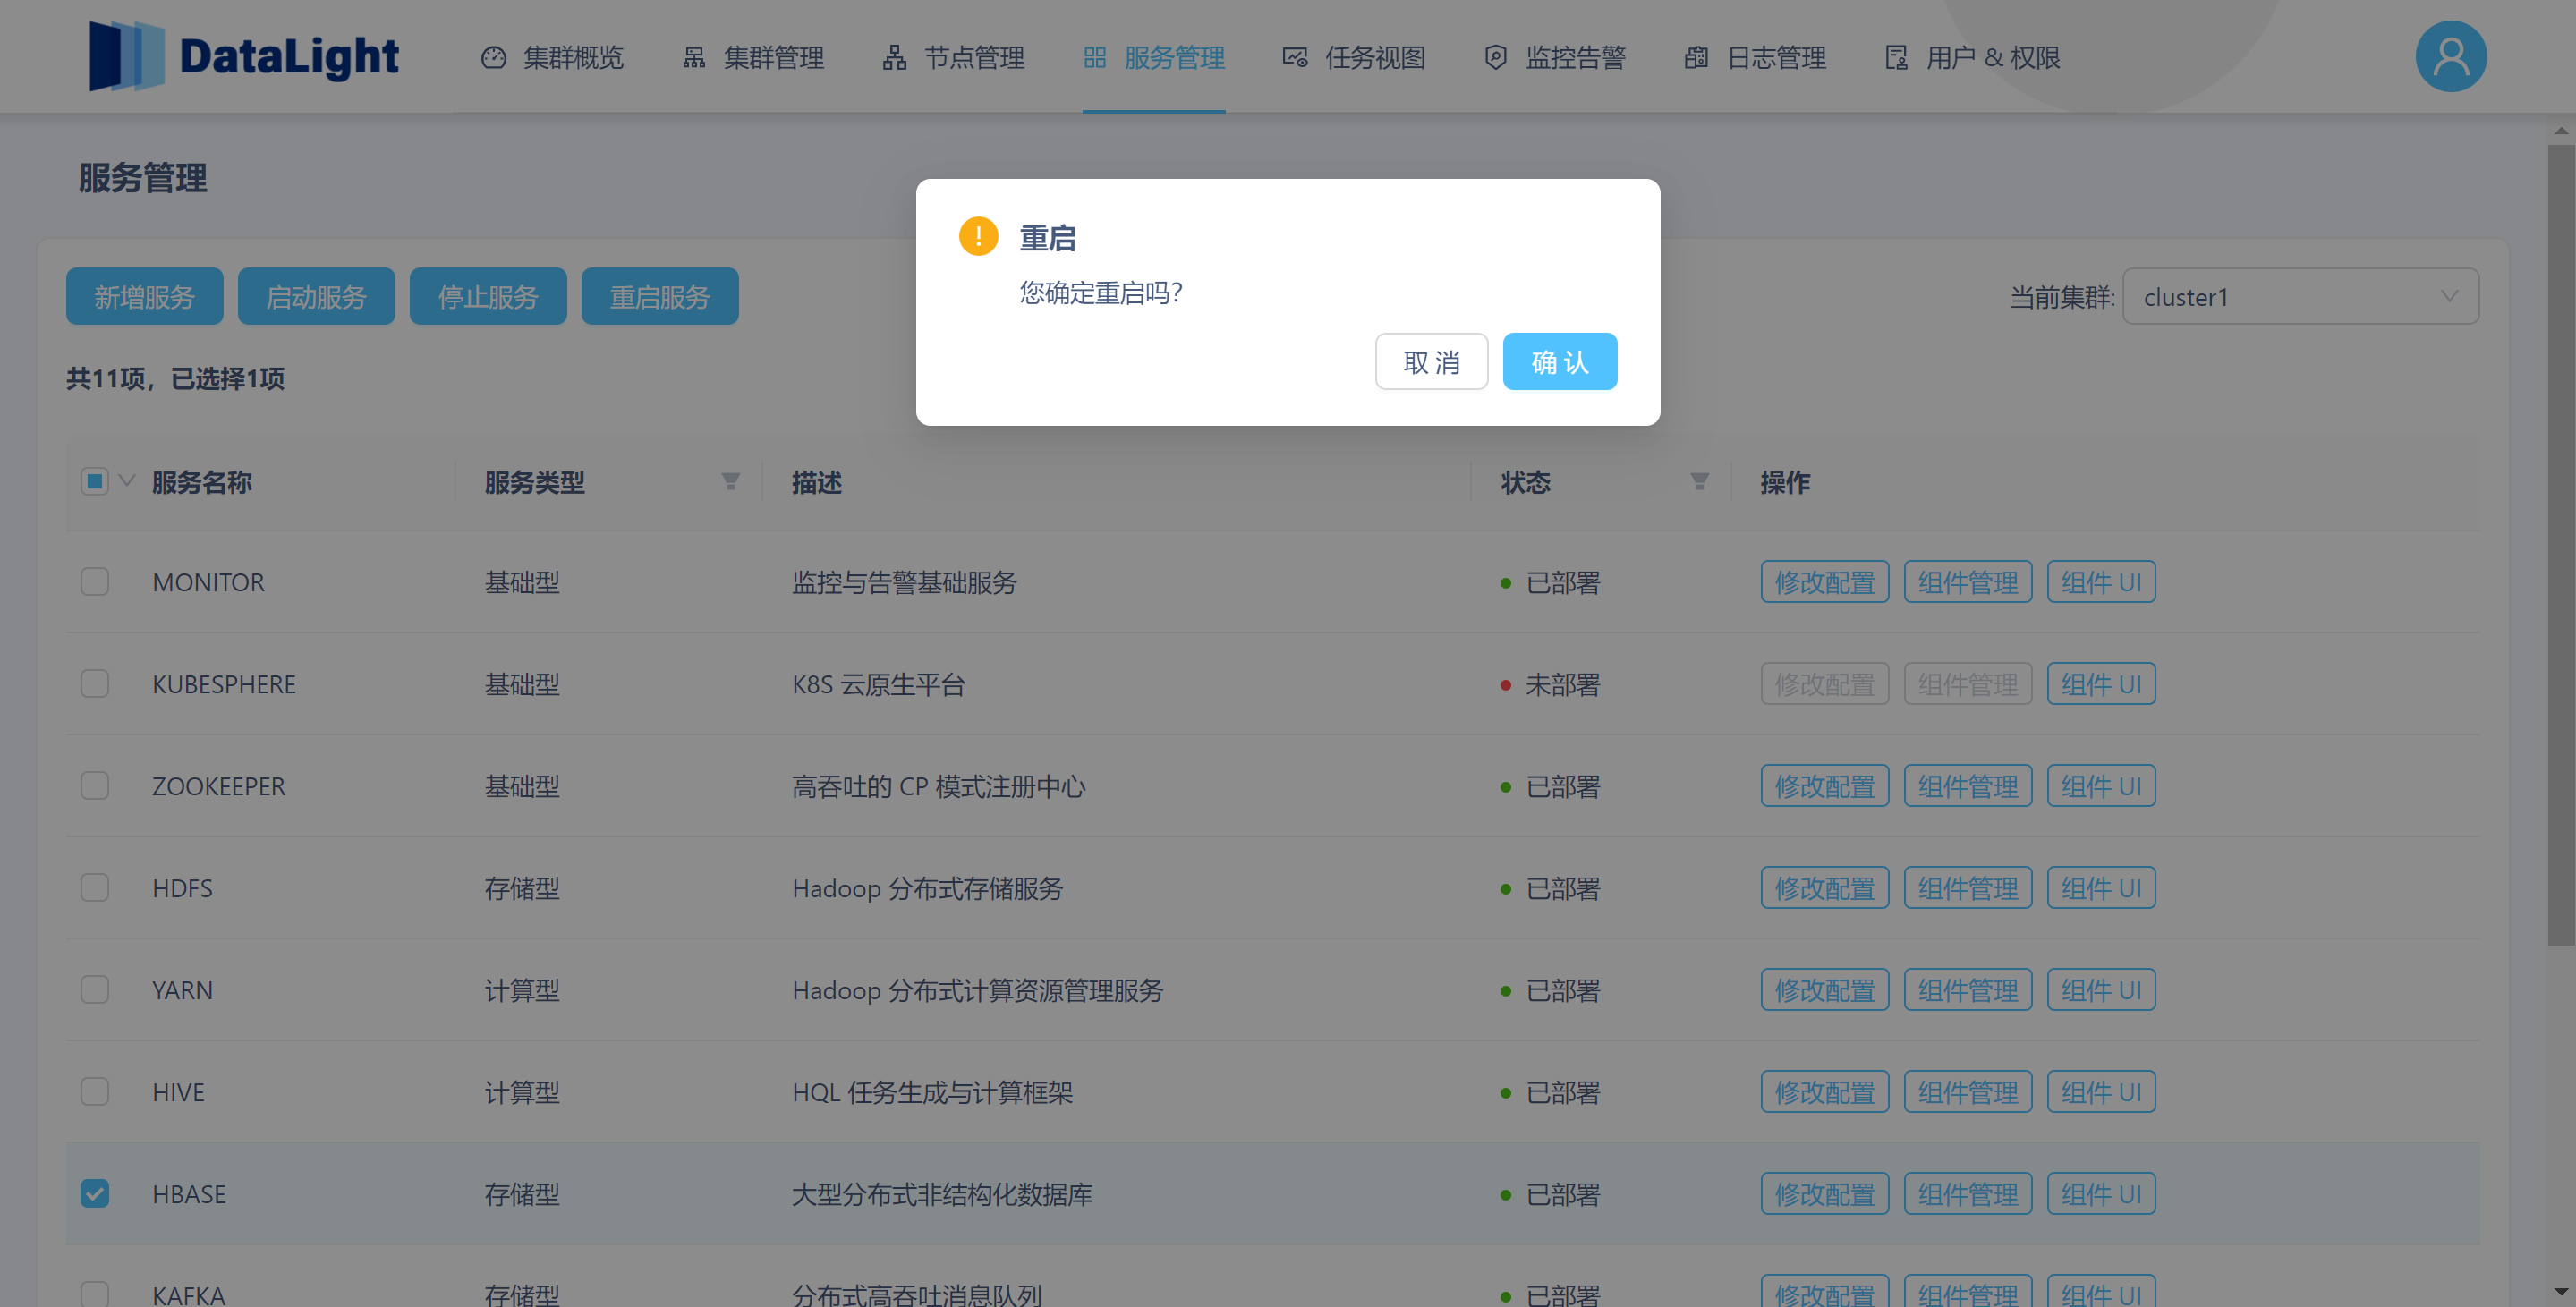 DataLight 集群概览 集群管理 节点管理 服务管理 任务视图 监控告警 日志管理 用户 & 权限
服务管理
重启
您确定重启吗?
取 消 确 认
新增服务 启动服务 停止服务 重启服务 当前集群: cluster1
共11项，已选择1项
服务名称 服务类型 描述 状态 操作
MONITOR 基础型 监控与告警基础服务 已部署 修改配置 组件管理 组件 UI
KUBESPHERE 基础型 K8S 云原生平台 未部署 修改配置 组件管理 组件 UI
ZOOKEEPER 基础型 高吞吐的 CP 模式注册中心 已部署 修改配置 组件管理 组件 UI
HDFS 存储型 Hadoop 分布式存储服务 已部署 修改配置 组件管理 组件 UI
YARN 计算型 Hadoop 分布式计算资源管理服务 已部署 修改配置 组件管理 组件 UI
HIVE 计算型 HQL 任务生成与计算框架 已部署 修改配置 组件管理 组件 UI
HBASE 存储型 大型分布式非结构化数据库 已部署 修改配置 组件管理 组件 UI
KAFKA 存储型 分布式高吞吐消息队列 已部署 修改配置 组件管理 组件 UI